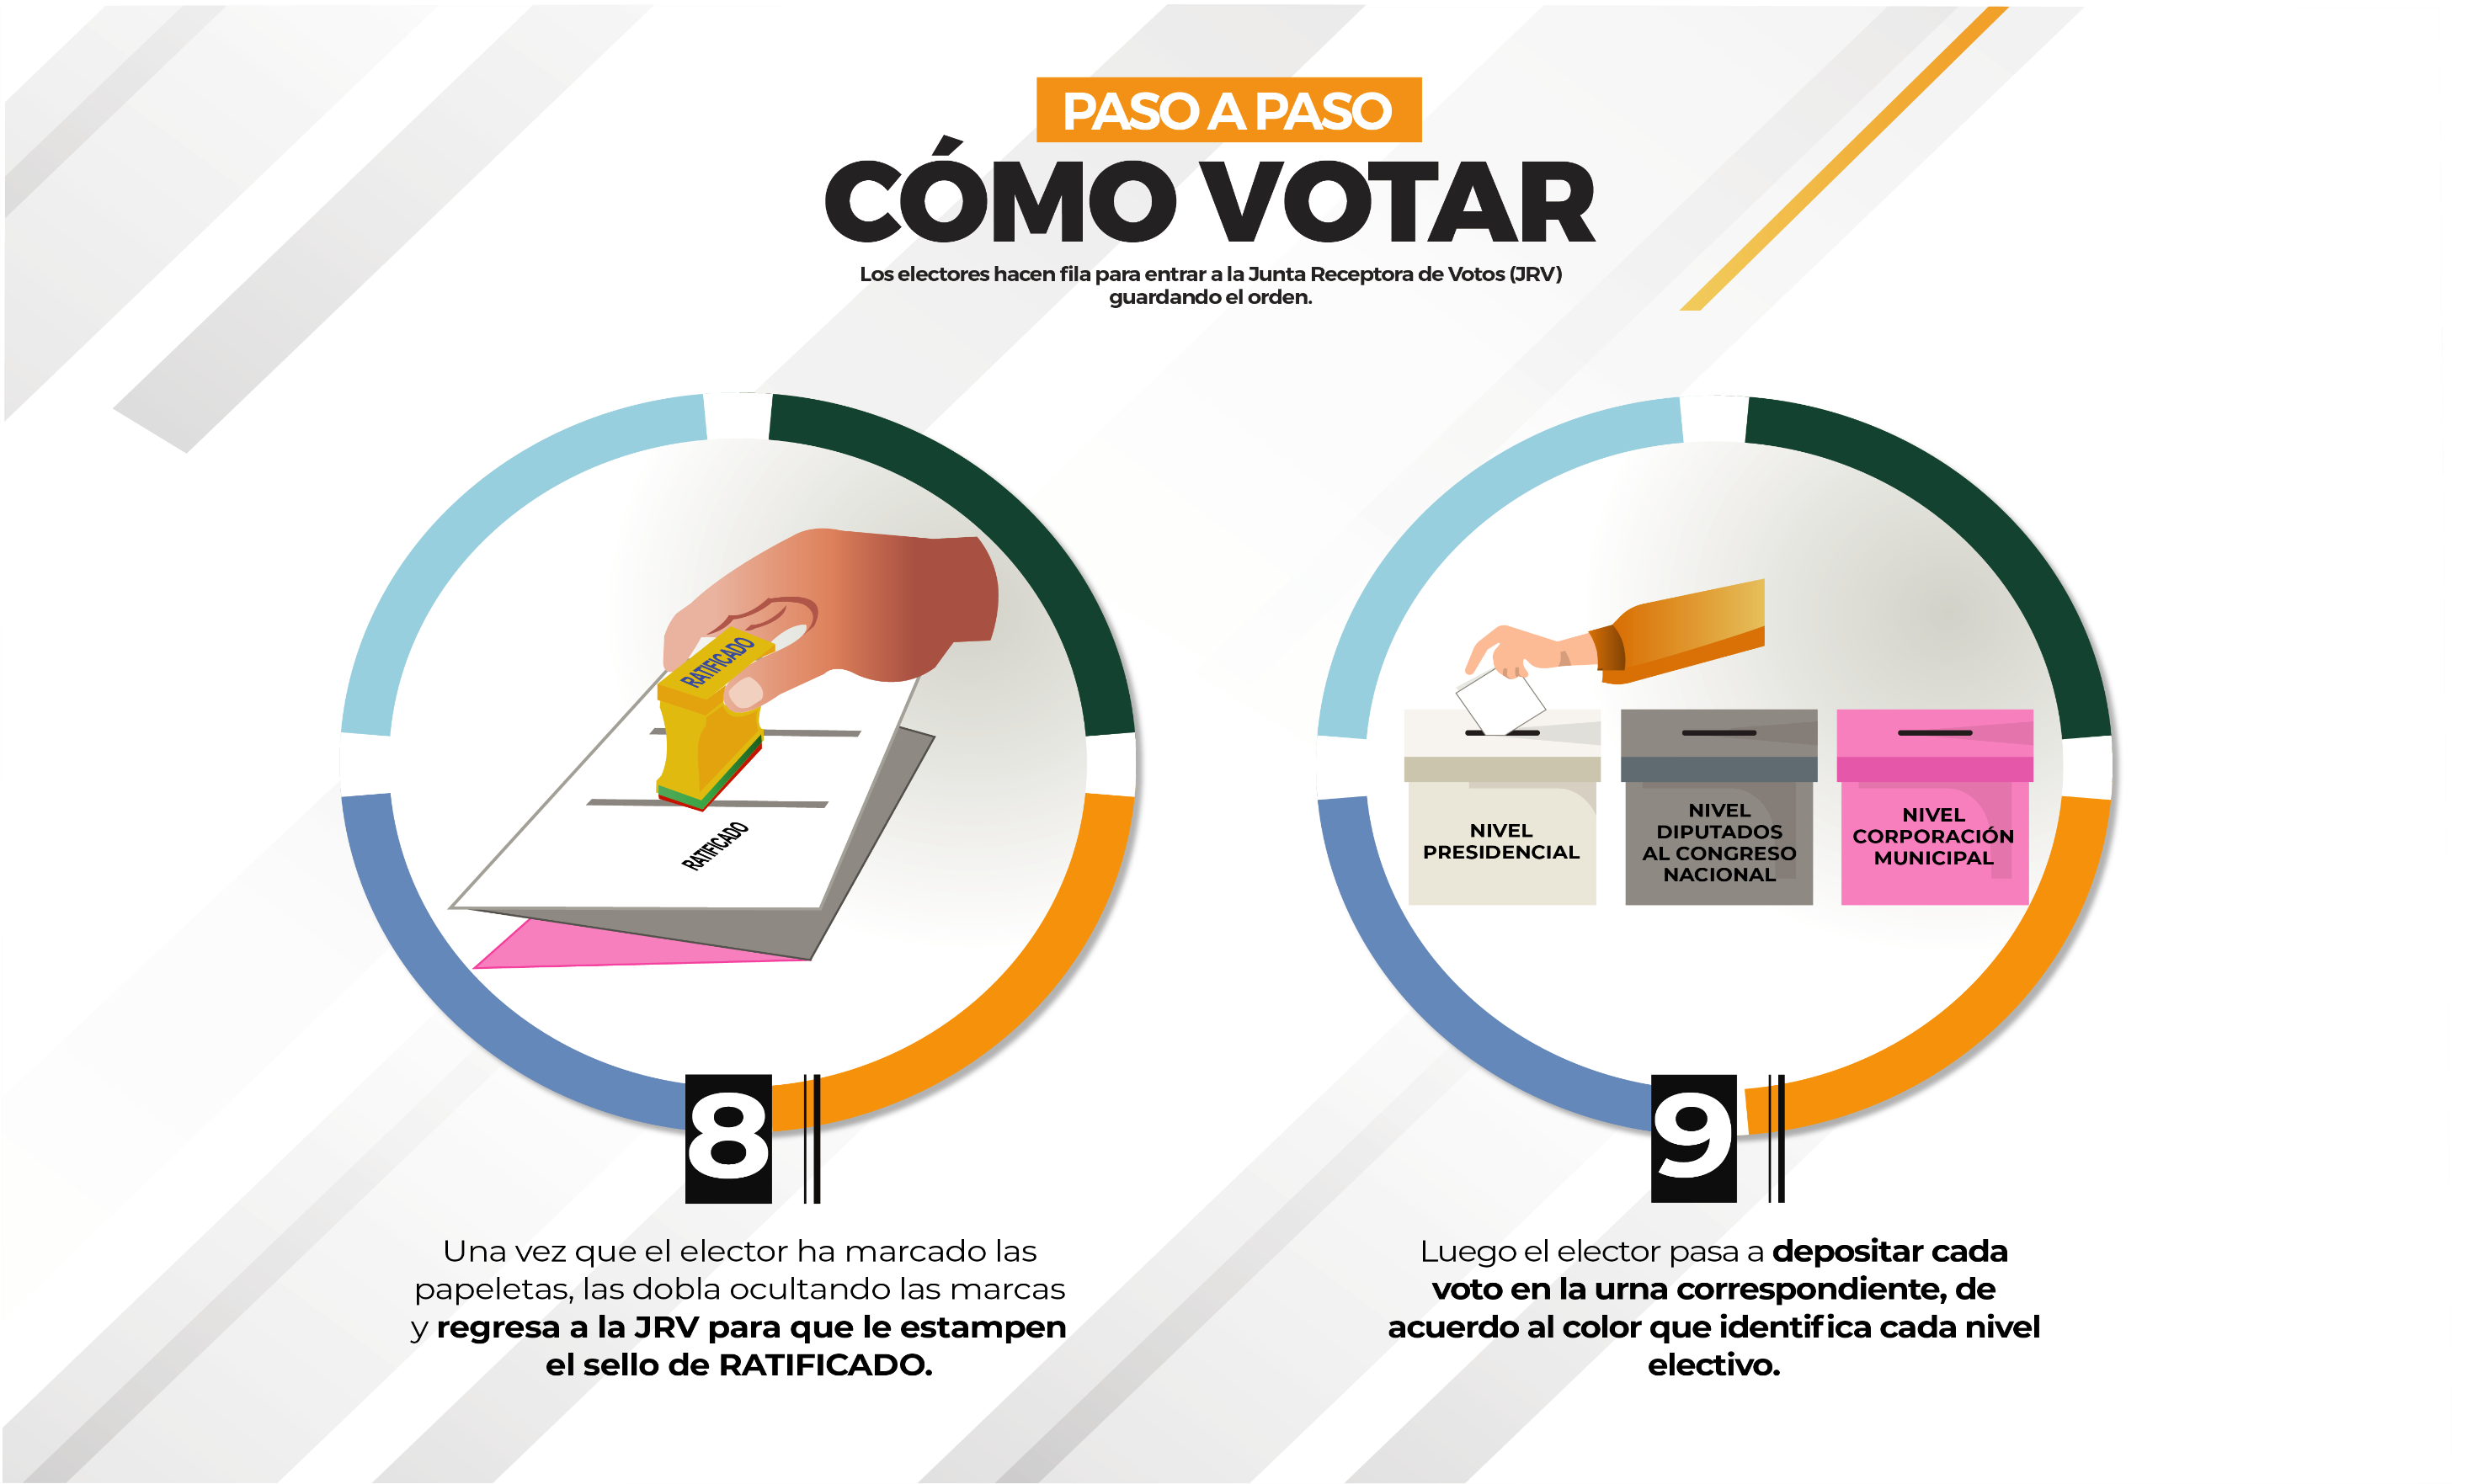 PASO A PASO
CÓMO VOTAR
Los electores hacen fila para entrar a la Junta Receptora de Votos (JRV)
guardando el orden.
RATIFICADO
RATIFICADO
8
Una vez que el elector ha marcado las
papeletas, las dobla ocultando las marcas
y regresa a la JRV para que le estampen
el sello de RATIFICADO.
NIVEL
PRESIDENCIAL
NIVEL
DIPUTADOS
AL CONGRESO
NACIONAL
NIVEL
CORPORACIÓN
MUNICIPAL
9
Luego el elector pasa a depositar cada
voto en la urna correspondiente, de
acuerdo al color que identifica cada nivel
electivo.